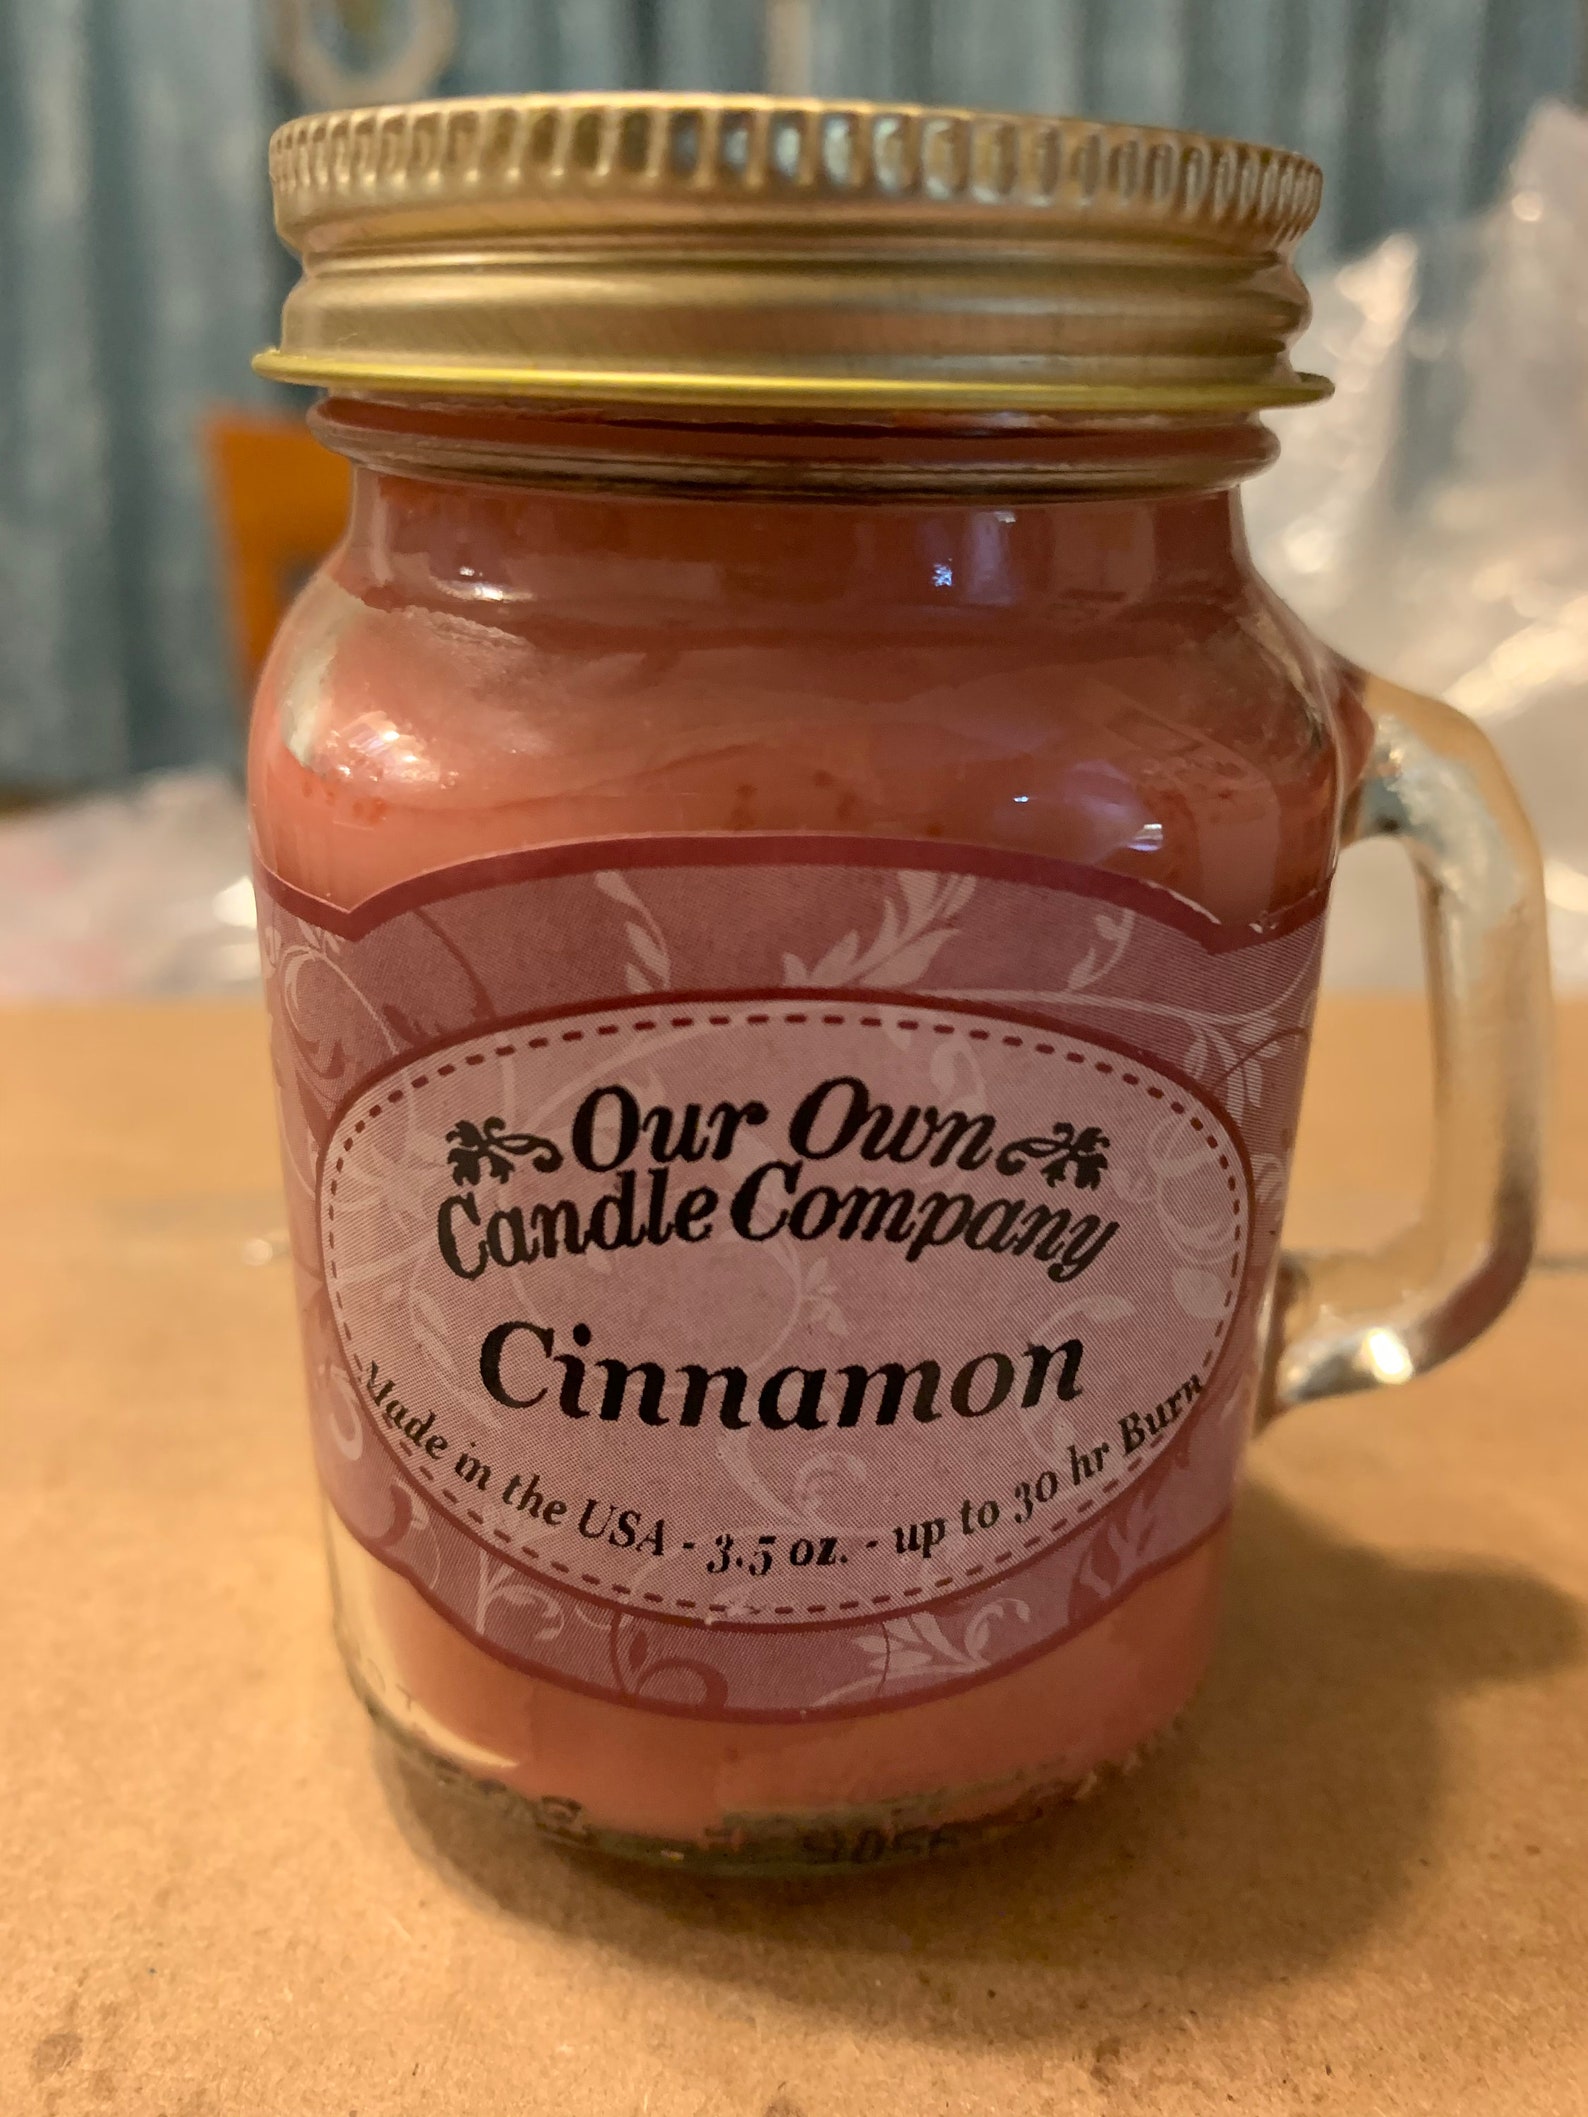 Our Own
Candle Company
Cinnamon
Made in the USA - 3.5 oz. - up to 30 hr Burn